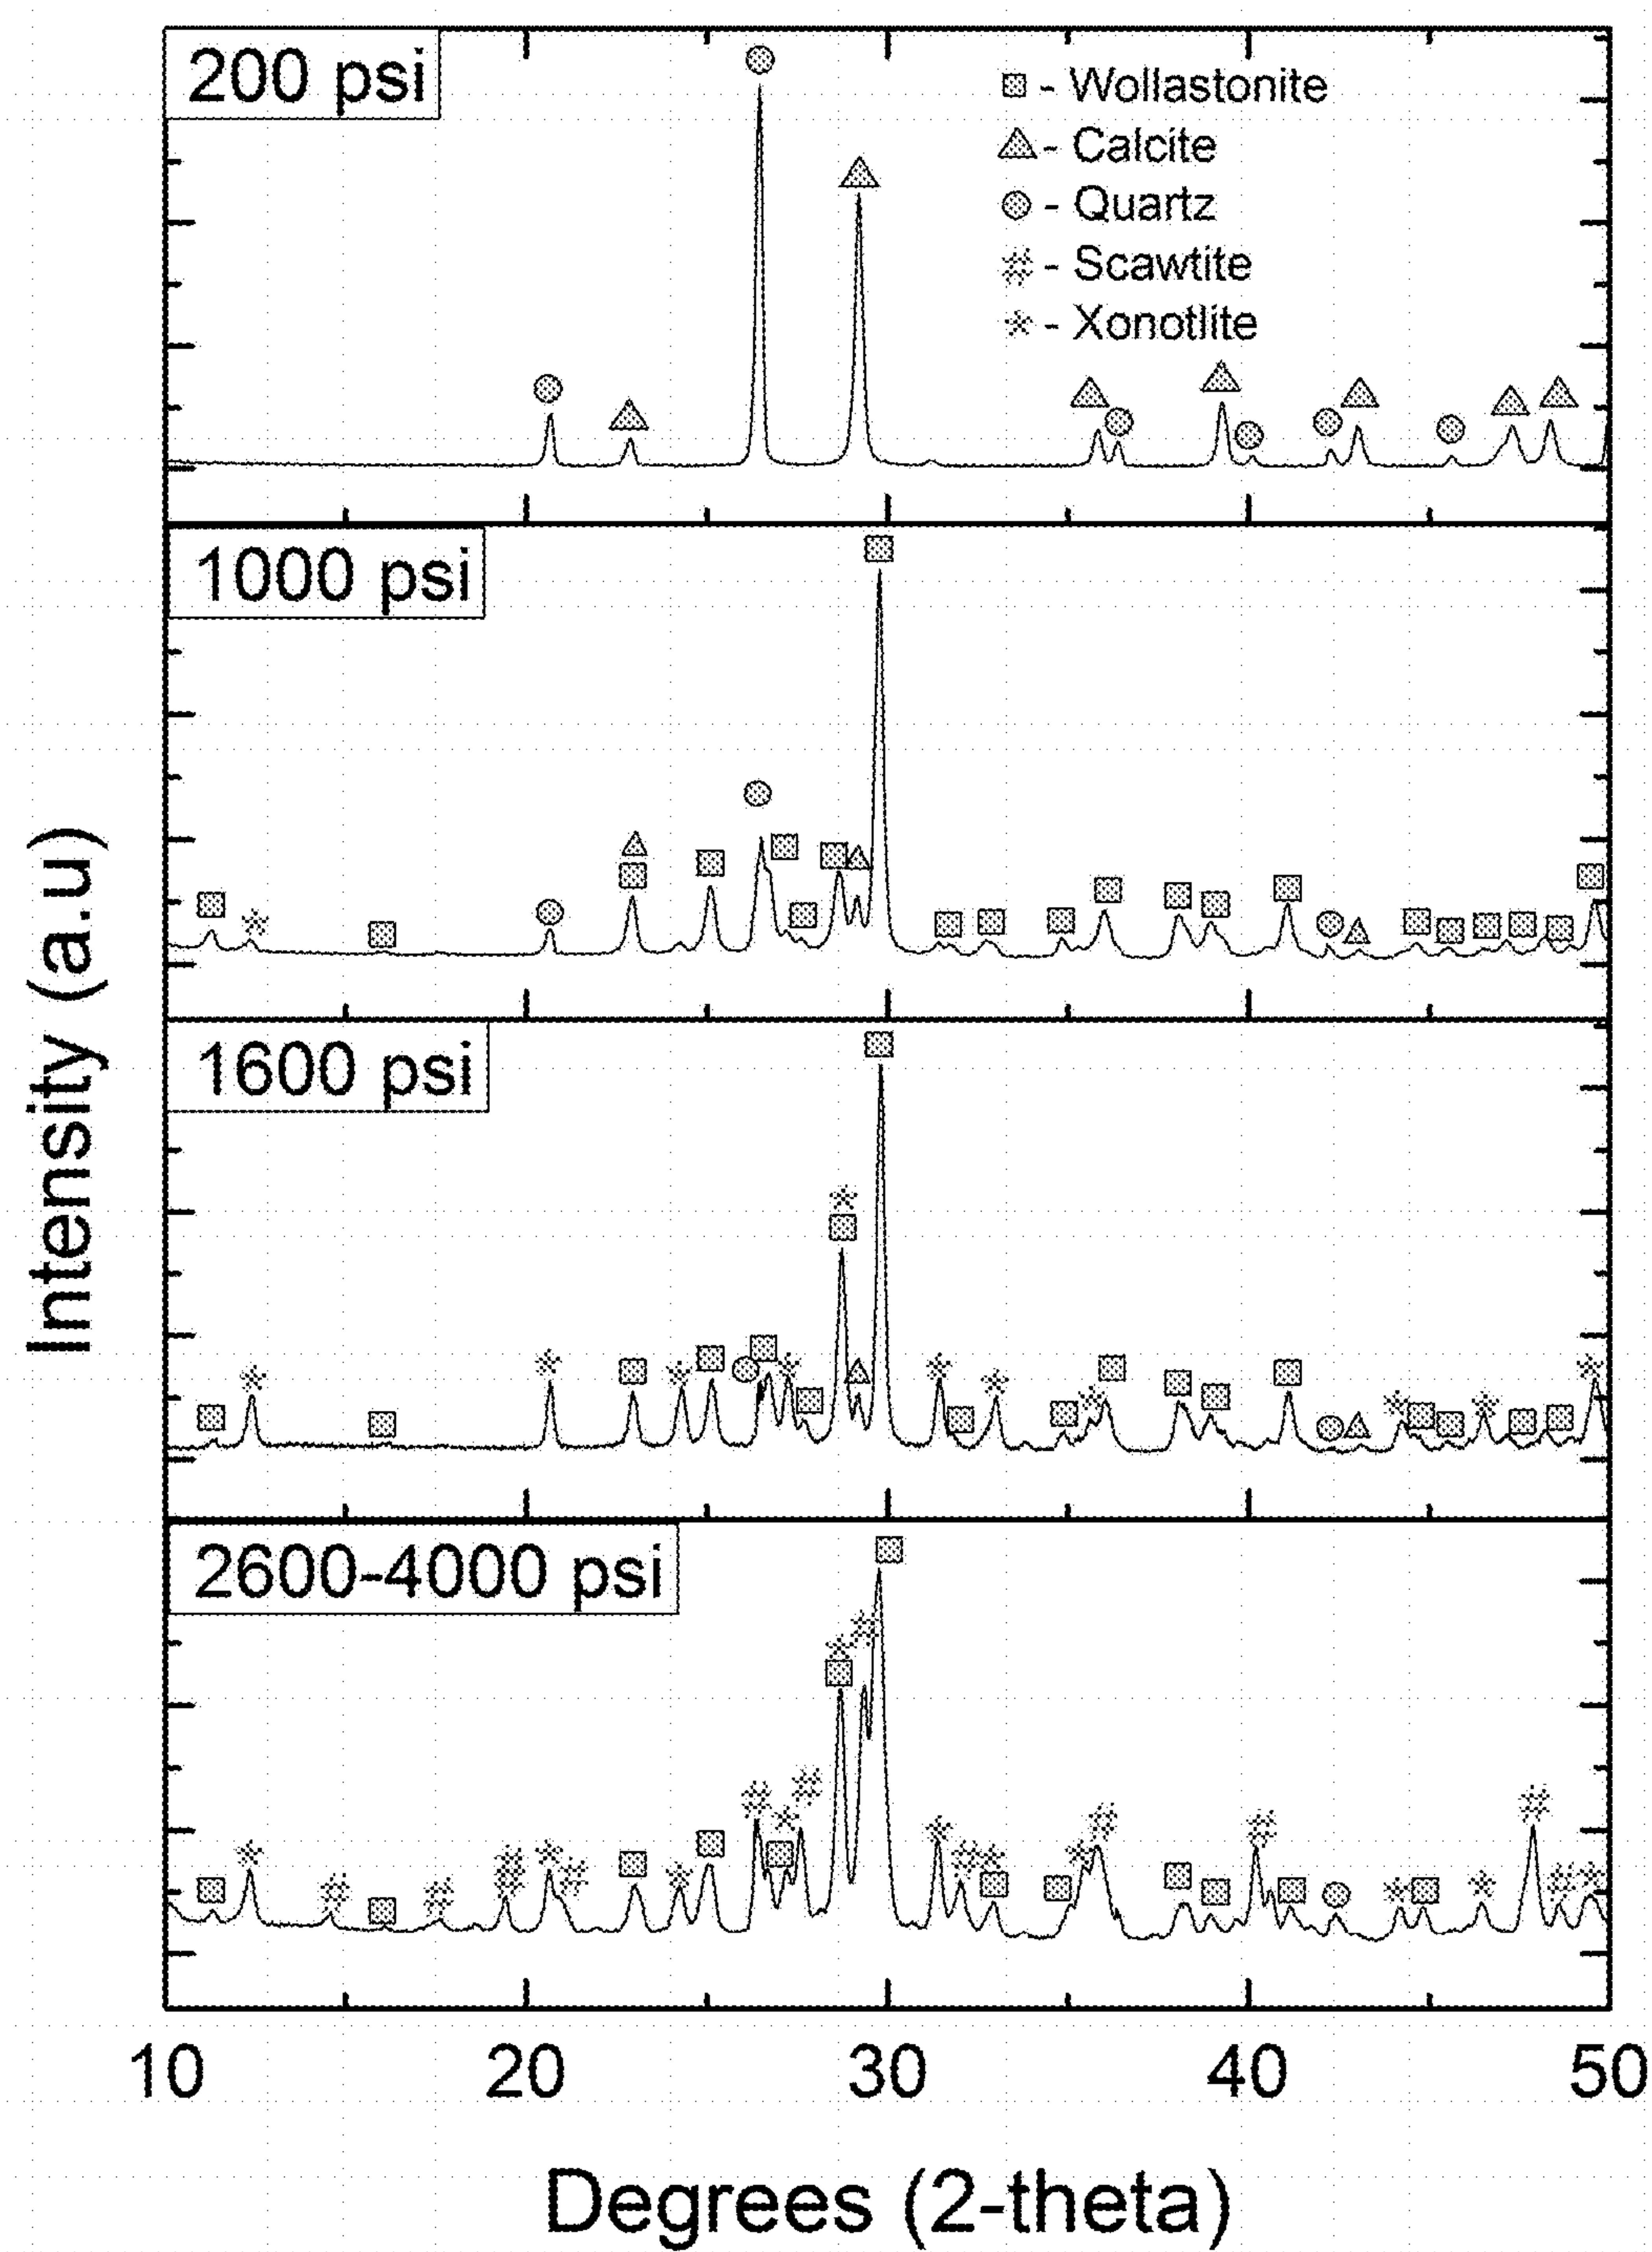 200 psi
- Wollastonite
- Calcite
- Quartz
- Scawtite
- Xonotlite
1000 psi
1600 psi
2600-4000 psi
Intensity (a.u)
10 20 30 40 50
Degrees (2-theta)